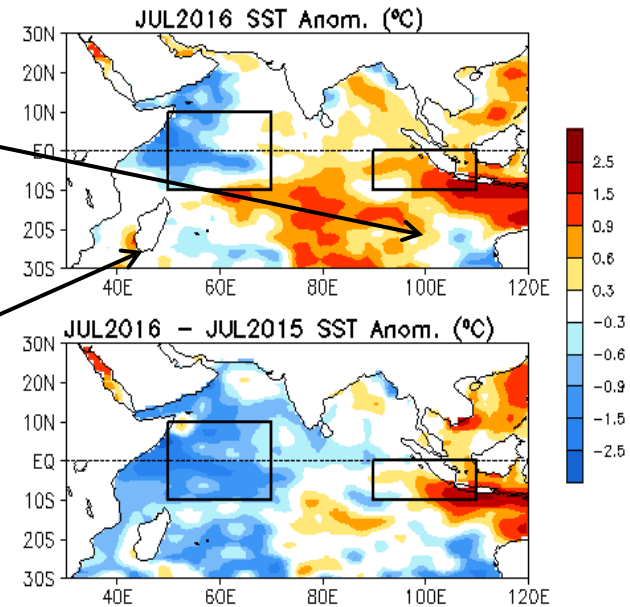 JUL2016 SST Anom. (ºC)
30N
20N
10N
EQ
10S
20S
30S
40E 60E 80E 100E 120E
2.5
1.5
0.9
0.6
0.3
-0.3
-0.6
-0.9
-1.5
-2.5
JUL2016 - JUL2015 SST Anom. (ºC)
30N
20N
10N
EQ
10S
20S
30S
40E 60E 80E 100E 120E